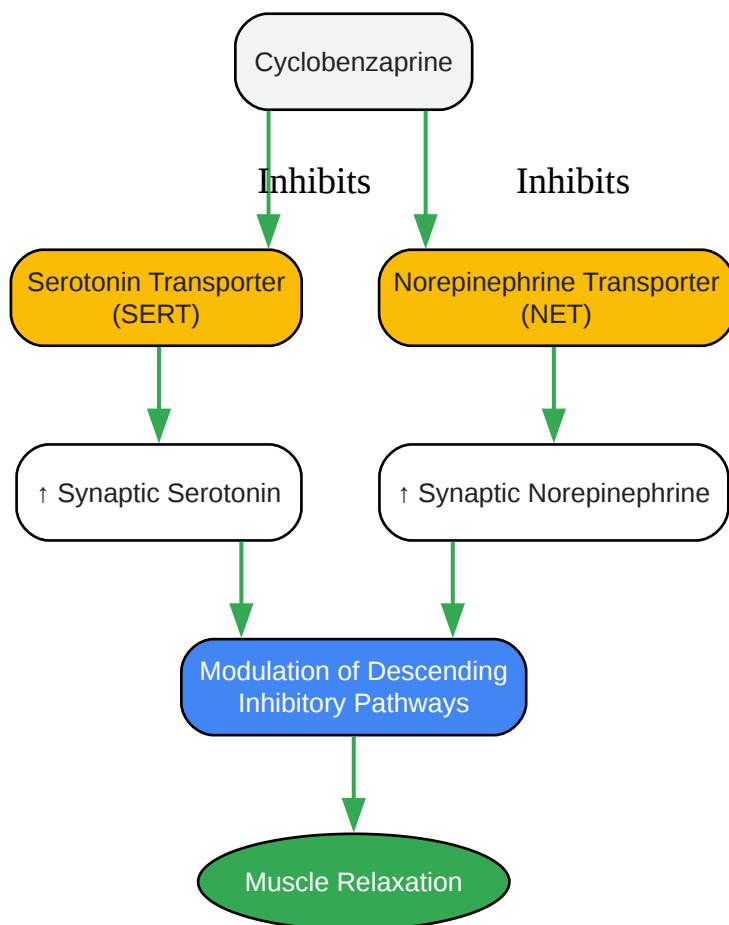 Cyclobenzaprine
Inhibits
Inhibits
Serotonin Transporter
(SERT)
Norepinephrine Transporter
(NET)
↑ Synaptic Serotonin
↑ Synaptic Norepinephrine
Modulation of Descending
Inhibitory Pathways
Muscle Relaxation